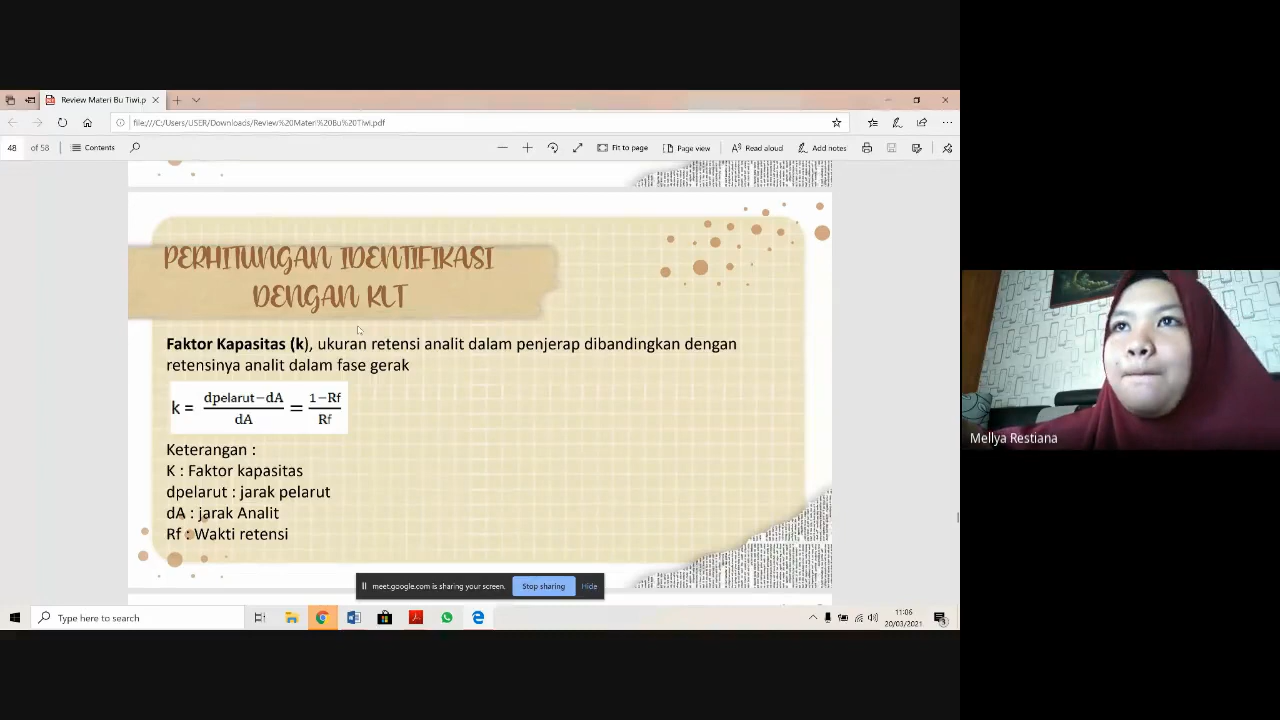 Review Materi Bu Tiwi.p
file:///C:/Users/USER/Downloads/Review%20Materi%20Bu%20Tiwi.pdf
48 of 58 Contents Fit to page Page view Read aloud Add notes
PERHITUNGAN IDENTIFIKASI
DENGAN KLT
Faktor Kapasitas (k), ukuran retensi analit dalam penjerap dibandingkan dengan
retensinya analit dalam fase gerak
k = dpelarut−dA / dA = 1−Rf / Rf
Keterangan :
K : Faktor kapasitas
dpelarut : jarak pelarut
dA : jarak Analit
Rf : Wakti retensi
meet.google.com is sharing your screen. Stop sharing Hide
Type here to search
11:06
20/03/2021
Mellya Restiana